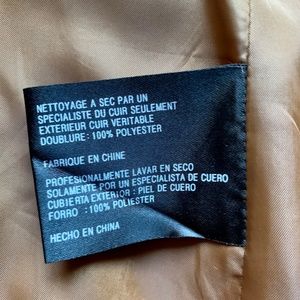 NETTOYAGE A SEC PAR UN
SPECIALISTE DU CUIR SEULEMENT
EXTERIEUR CUIR VERITABLE
DOUBLURE: 100% POLYESTER
FABRIQUE EN CHINE
PROFESIONALMENTE LAVAR EN SECO
SOLAMENTE POR UN ESPECIALISTA DE CUERO
CUBIERTA EXTERIOR : PIEL DE CUERO
FORRO : 100% POLIESTER
HECHO EN CHINA